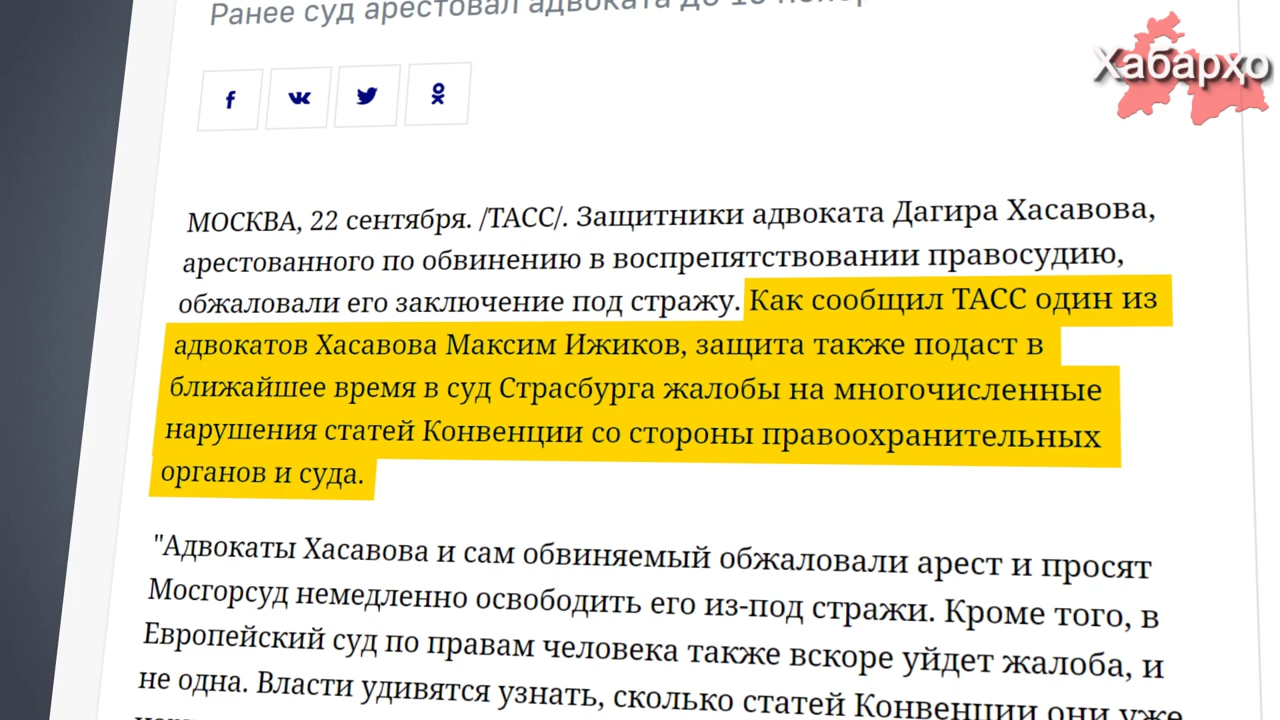 Ранее суд арестовал адвоката до
Хабарҳо
МОСКВА, 22 сентября. /ТАСС/. Защитники адвоката Дагира Хасавова,
арестованного по обвинению в воспрепятствовании правосудию,
обжаловали его заключение под стражу. Как сообщил ТАСС один из
адвокатов Хасавова Максим Ижиков, защита также подаст в
ближайшее время в суд Страсбурга жалобы на многочисленные
нарушения статей Конвенции со стороны правоохранительных
органов и суда.
"Адвокаты Хасавова и сам обвиняемый обжаловали арест и просят
Мосгорсуд немедленно освободить его из-под стражи. Кроме того, в
Европейский суд по правам человека также вскоре уйдет жалоба, и
не одна. Власти удивятся узнать, сколько статей Конвенции они уже